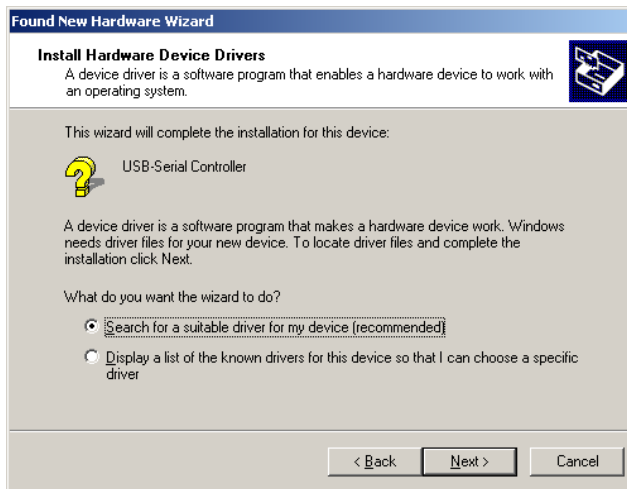 Found New Hardware Wizard
Install Hardware Device Drivers
A device driver is a software program that enables a hardware device to work with
an operating system.
This wizard will complete the installation for this device:
USB-Serial Controller
A device driver is a software program that makes a hardware device work. Windows
needs driver files for your new device. To locate driver files and complete the
installation click Next.
What do you want the wizard to do?
Search for a suitable driver for my device (recommended)
Display a list of the known drivers for this device so that I can choose a specific
driver
< Back Next > Cancel